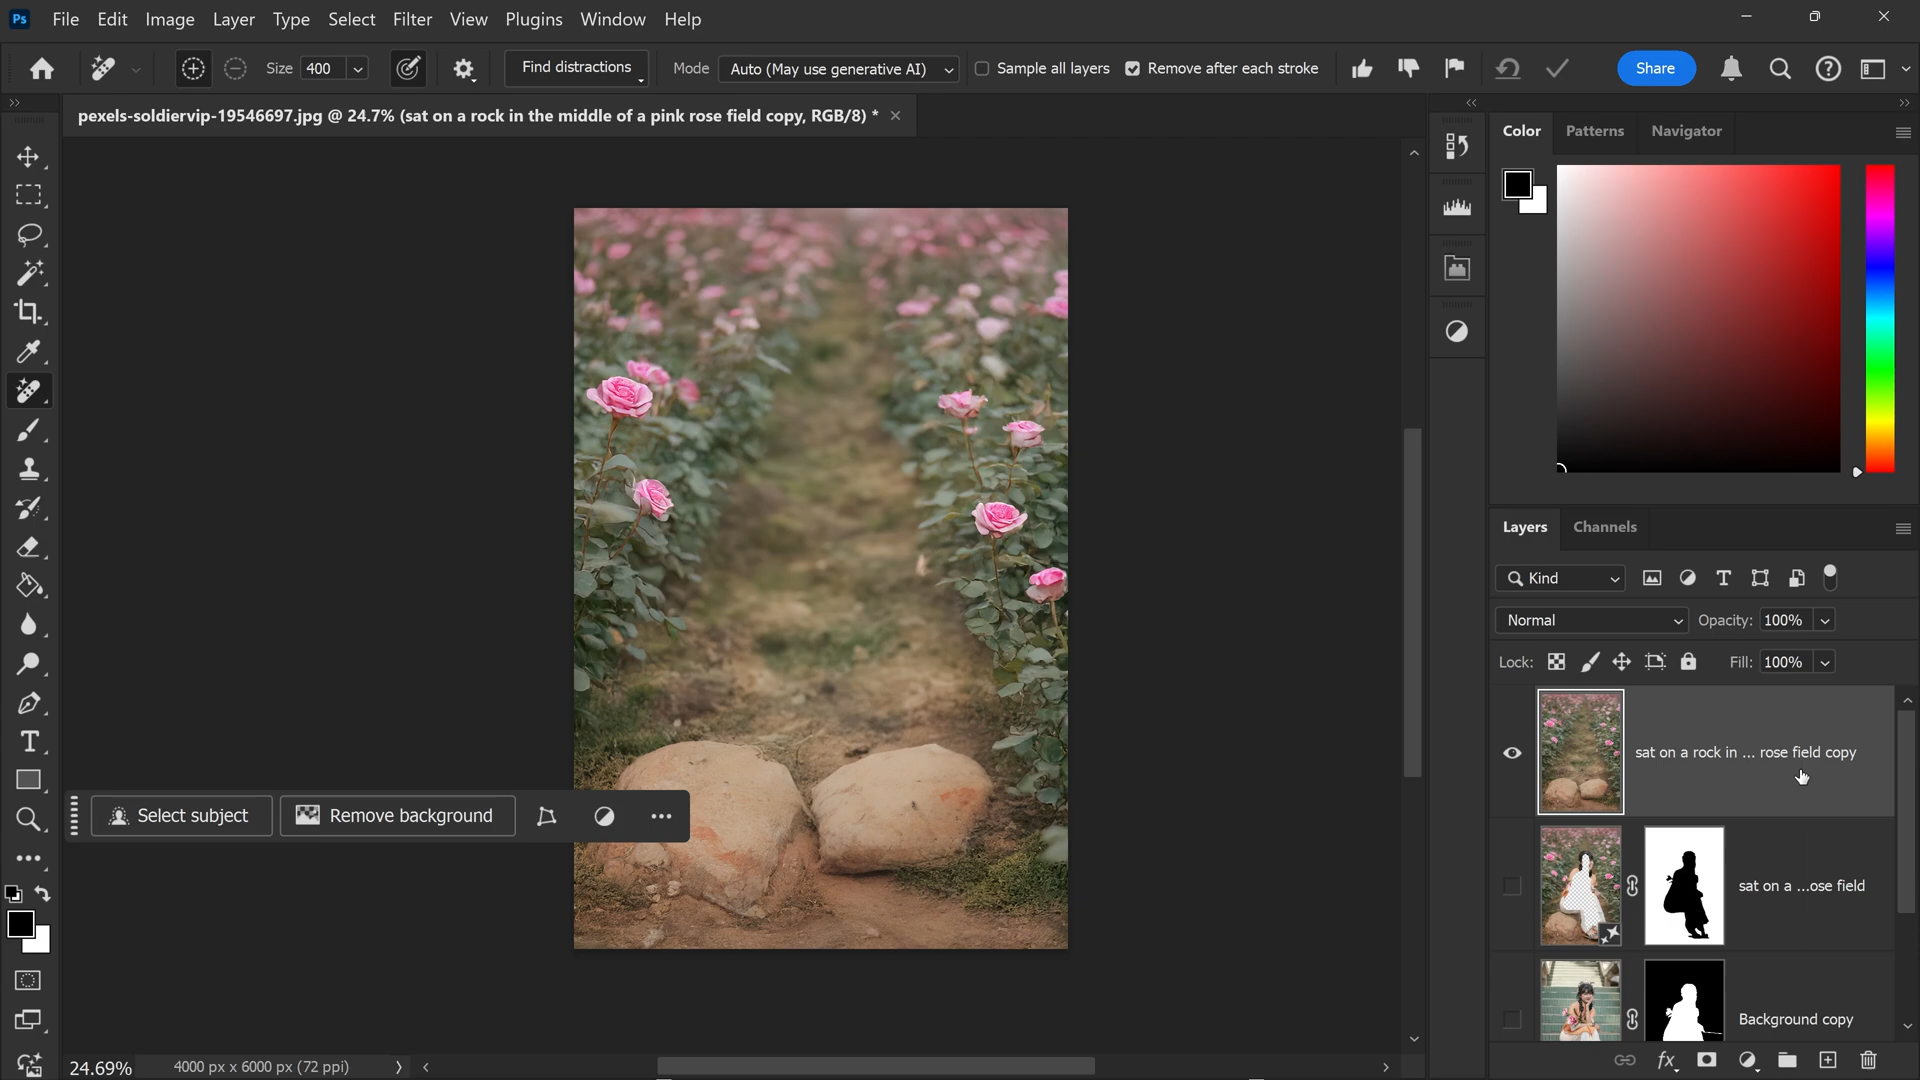 Ps File Edit Image Layer Type Select Filter View Plugins Window Help
Size 400 Find distractions Mode Auto (May use generative AI) Sample all layers Remove after each stroke Share
pexels-soldiervip-19546697.jpg @ 24.7% (sat on a rock in the middle of a pink rose field copy, RGB/8) *
Color Patterns Navigator
Layers Channels
Kind
Normal Opacity: 100%
Lock: Fill: 100%
sat on a rock in ... rose field copy
Select subject Remove background
sat on a ...ose field
Background copy
24.69% 4000 px x 6000 px (72 ppi)